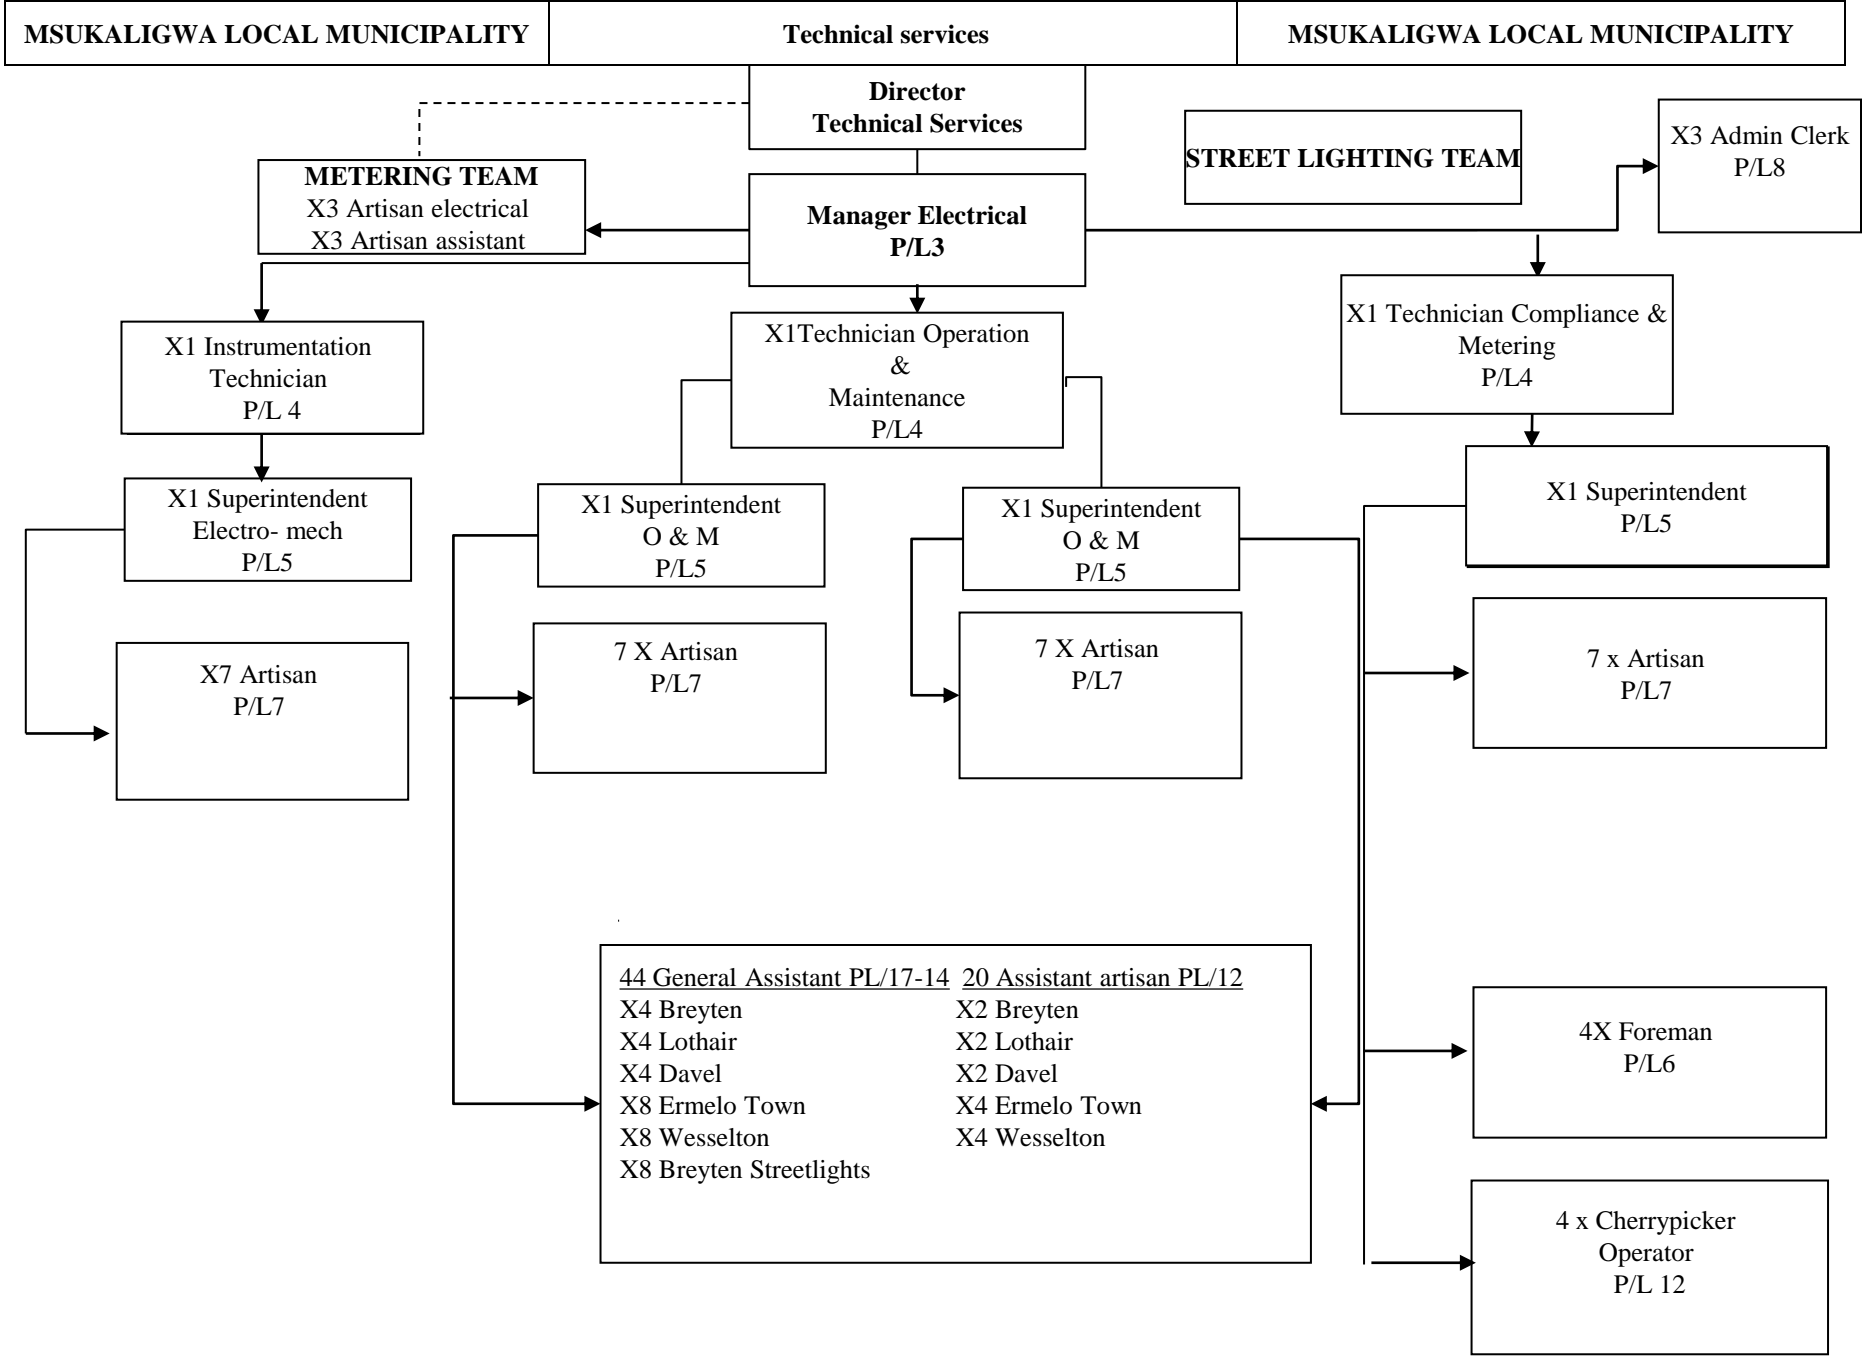 MSUKALIGWA LOCAL MUNICIPALITY
Technical services
MSUKALIGWA LOCAL MUNICIPALITY
Director
Technical Services
METERING TEAM
X3 Artisan electrical
X3 Artisan assistant
STREET LIGHTING TEAM
X3 Admin Clerk
P/L8
Manager Electrical
P/L3
X1 Instrumentation
Technician
P/L 4
X1Technician Operation
&
Maintenance
P/L4
X1 Technician Compliance &
Metering
P/L4
X1 Superintendent
Electro- mech
P/L5
X1 Superintendent
O & M
P/L5
X1 Superintendent
O & M
P/L5
X1 Superintendent
P/L5
X7 Artisan
P/L7
7 X Artisan
P/L7
7 X Artisan
P/L7
7 x Artisan
P/L7
44 General Assistant PL/17-14 20 Assistant artisan PL/12
X4 Breyten X2 Breyten
X4 Lothair X2 Lothair
X4 Davel X2 Davel
X8 Ermelo Town X4 Ermelo Town
X8 Wesselton X4 Wesselton
X8 Breyten Streetlights
4X Foreman
P/L6
4 x Cherrypicker
Operator
P/L 12